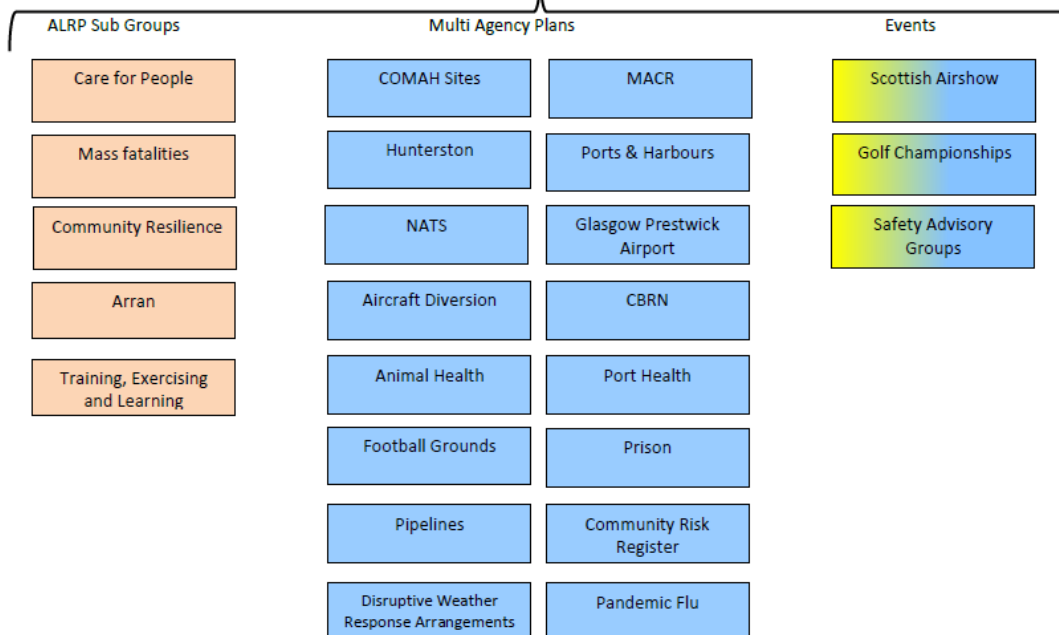 ALRP Sub Groups
Multi Agency Plans
Events
Care for People
Mass fatalities
Community Resilience
Arran
Training, Exercising
and Learning
COMAH Sites
MACR
Hunterston
Ports & Harbours
NATS
Glasgow Prestwick
Airport
Aircraft Diversion
CBRN
Animal Health
Port Health
Football Grounds
Prison
Pipelines
Community Risk
Register
Disruptive Weather
Response Arrangements
Pandemic Flu
Scottish Airshow
Golf Championships
Safety Advisory
Groups